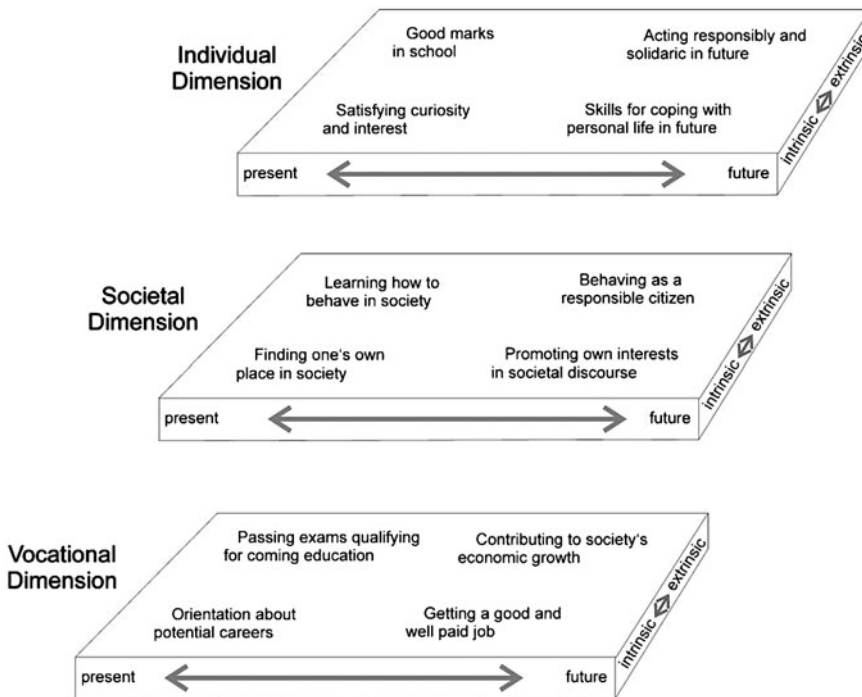 Individual
Dimension
Good marks
in school
Acting responsibly and
solidaric in future
Satisfying curiosity
and interest
Skills for coping with
personal life in future
present
future
intrinsic
extrinsic
Societal
Dimension
Learning how to
behave in society
Behaving as a
responsible citizen
Finding one's own
place in society
Promoting own interests
in societal discourse
present
future
intrinsic
extrinsic
Vocational
Dimension
Passing exams qualifying
for coming education
Contributing to society's
economic growth
Orientation about
potential careers
Getting a good and
well paid job
present
future
intrinsic
extrinsic